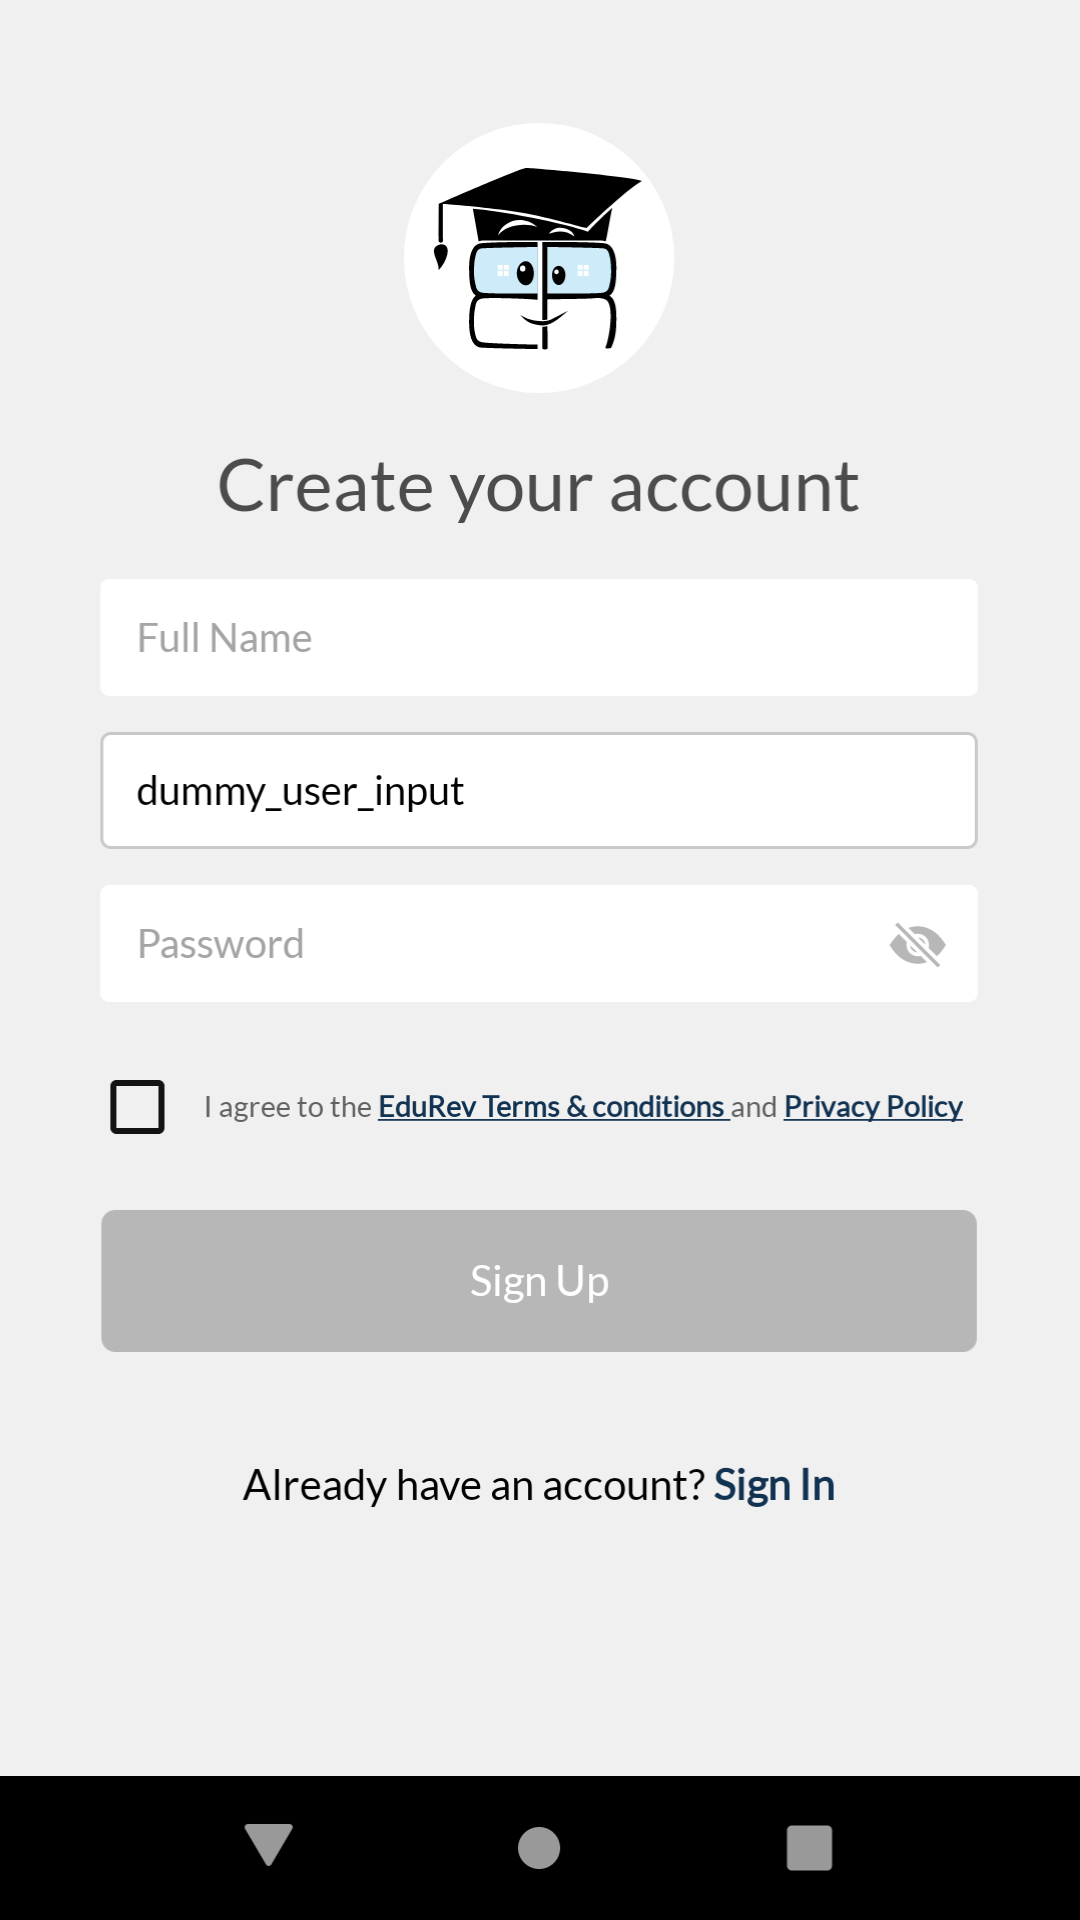 Create your account
Full Name
dummy_user_input
Password
I agree to the EduRev Terms & conditions and Privacy Policy
Sign Up
Already have an account? Sign In